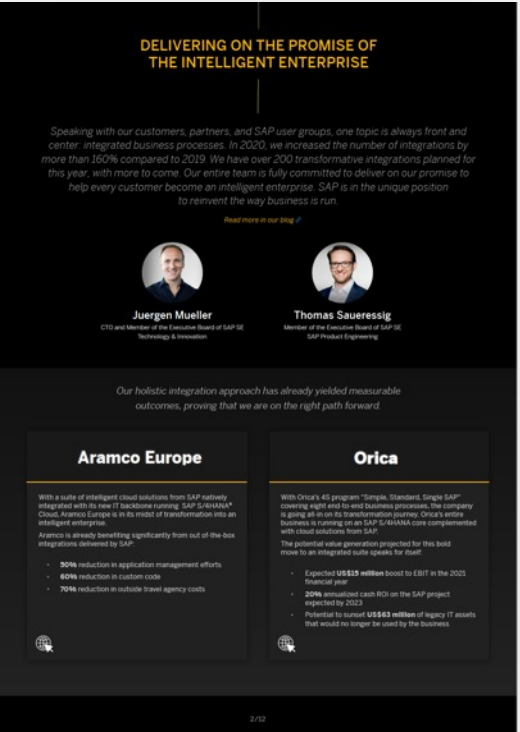 DELIVERING ON THE PROMISE OF
THE INTELLIGENT ENTERPRISE
Speaking with our customers, partners, and SAP user groups, one topic is always front and
center: integrated business processes. In 2020, we increased the number of integrations by
more than 160% compared to 2019. We have over 200 transformative integrations planned for
this year, with more to come. Our entire team is fully committed to deliver on our promise to
help every customer become an intelligent enterprise. SAP is in the unique position
to reinvent the way business is run.
Read more in our blog
Juergen Mueller
CTO and Member of the Executive Board of SAP SE
Technology & Innovation
Thomas Saueressig
Member of the Executive Board of SAP SE
SAP Product Engineering
Our holistic integration approach has already yielded measurable
outcomes, proving that we are on the right path forward.
Aramco Europe
With a suite of intelligent cloud solutions from SAP natively
integrated with its new IT backbone running SAP S/4HANA®
Cloud, Aramco Europe is in its midst of transformation into an
intelligent enterprise.
Aramco is already benefiting significantly from out-of-the-box
integrations delivered by SAP:
• 90% reduction in application management efforts
• 60% reduction in custom code
• 70% reduction in outside travel agency costs
Orica
With Orica's 4S program "Simple, Standard, Single SAP"
covering eight end-to-end business processes, the company
is going all-in on its transformation journey. Orica's entire
business is running on an SAP S/4HANA core complemented
with cloud solutions from SAP.
The potential value generation projected for this bold
move to an integrated suite speaks for itself:
• Expected US$15 million boost to EBIT in the 2021
financial year
• 20% annualized cash ROI on the SAP project
expected by 2023
• Potential to sunset US$63 million of legacy IT assets
that would no longer be used by the business
2/12